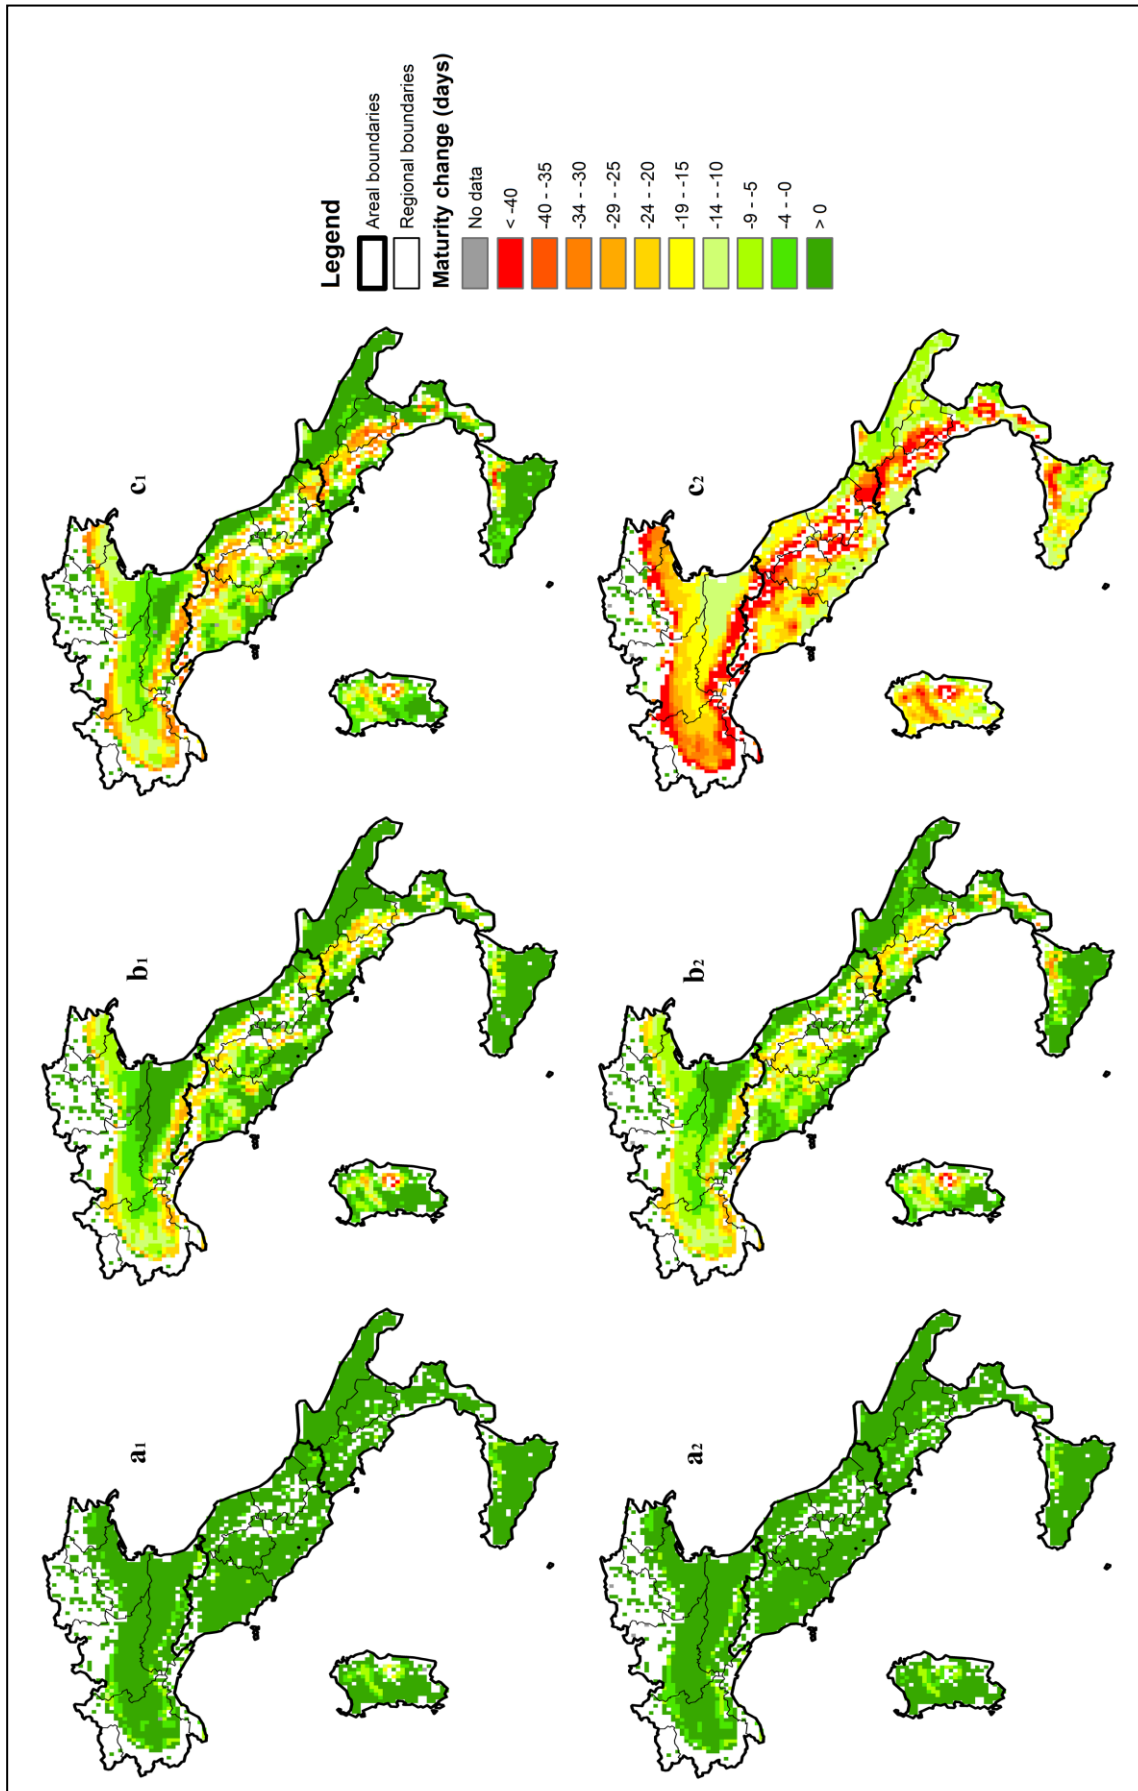 a1
b1
c1
a2
b2
c2
Legend
Areal boundaries
Regional boundaries
Maturity change (days)
No data
< -40
-40 - -35
-34 - -30
-29 - -25
-24 - -20
-19 - -15
-14 - -10
-9 - -5
-4 - -0
> 0